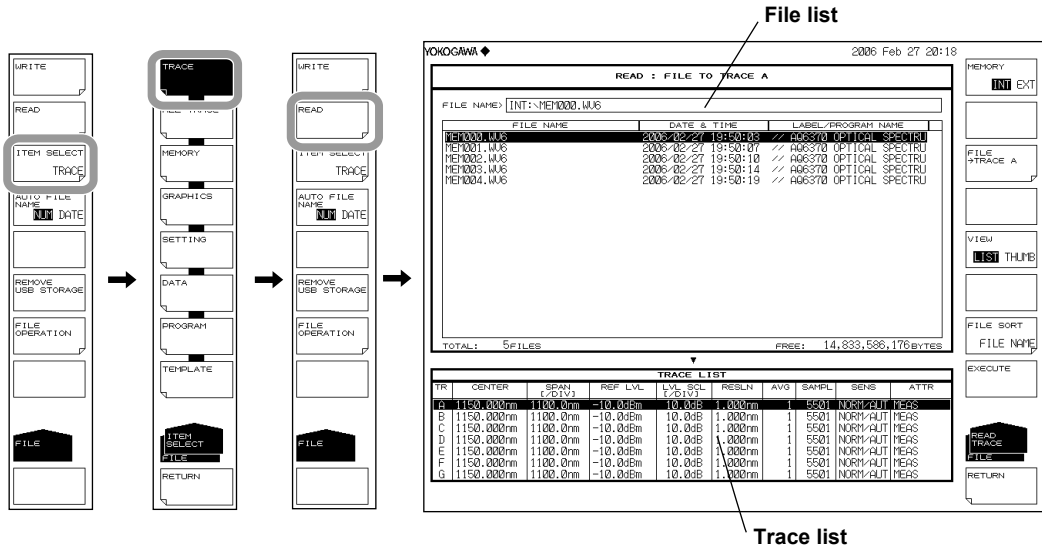 File list
WRITE
READ
ITEM SELECT
TRACE
AUTO FILE
NAME
NUM DATE
REMOVE
USB STORAGE
FILE
OPERATION
FILE
TRACE
MEMORY
GRAPHICS
SETTING
DATA
PROGRAM
TEMPLATE
ITEM
SELECT
FILE
RETURN
WRITE
READ
ITEM SELECT
TRACE
AUTO FILE
NAME
NUM DATE
REMOVE
USB STORAGE
FILE
OPERATION
FILE
YOKOGAWA ◆ 2006 Feb 27 20:18
READ : FILE TO TRACE A
FILE NAME> INT:\MEM000.WV6
FILE NAME DATE & TIME LABEL/PROGRAM NAME
MEM000.WV6 2006/02/27 19:50:03 // AQ6370 OPTICAL SPECTRU
MEM001.WV6 2006/02/27 19:50:07 // AQ6370 OPTICAL SPECTRU
MEM002.WV6 2006/02/27 19:50:10 // AQ6370 OPTICAL SPECTRU
MEM003.WV6 2006/02/27 19:50:14 // AQ6370 OPTICAL SPECTRU
MEM004.WV6 2006/02/27 19:50:19 // AQ6370 OPTICAL SPECTRU
TOTAL: 5FILES FREE: 14,833,586,176BYTES
TRACE LIST
TR CENTER SPAN [/DIV] REF LVL LVL SCL [/DIV] RESLN AVG SAMPL SENS ATTR
A 1150.000nm 1100.0nm -10.0dBm 10.0dB 1.000nm 1 5501 NORM/AUT MEAS
B 1150.000nm 1100.0nm -10.0dBm 10.0dB 1.000nm 1 5501 NORM/AUT MEAS
C 1150.000nm 1100.0nm -10.0dBm 10.0dB 1.000nm 1 5501 NORM/AUT MEAS
D 1150.000nm 1100.0nm -10.0dBm 10.0dB 1.000nm 1 5501 NORM/AUT MEAS
E 1150.000nm 1100.0nm -10.0dBm 10.0dB 1.000nm 1 5501 NORM/AUT MEAS
F 1150.000nm 1100.0nm -10.0dBm 10.0dB 1.000nm 1 5501 NORM/AUT MEAS
G 1150.000nm 1100.0nm -10.0dBm 10.0dB 1.000nm 1 5501 NORM/AUT MEAS
MEMORY
INT EXT
FILE
→TRACE A
VIEW
LIST THUMB
FILE SORT
FILE NAME
EXECUTE
READ
TRACE
FILE
RETURN
Trace list